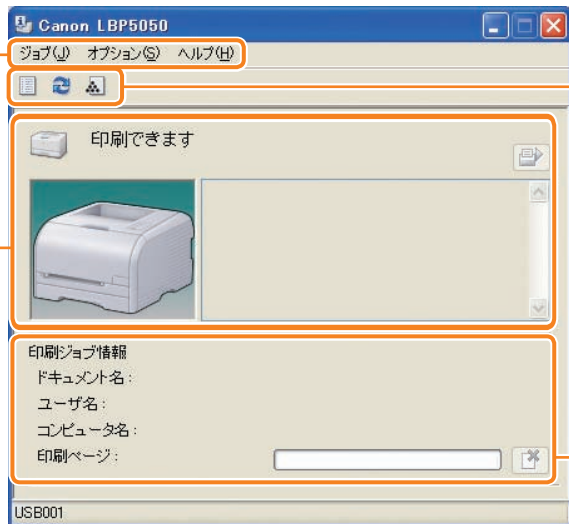 Canon LBP5050
ジョブ(J) オプション(S) ヘルプ(H)
印刷できます
印刷ジョブ情報
ドキュメント名:
ユーザ名:
コンピュータ名:
印刷ページ:
USB001